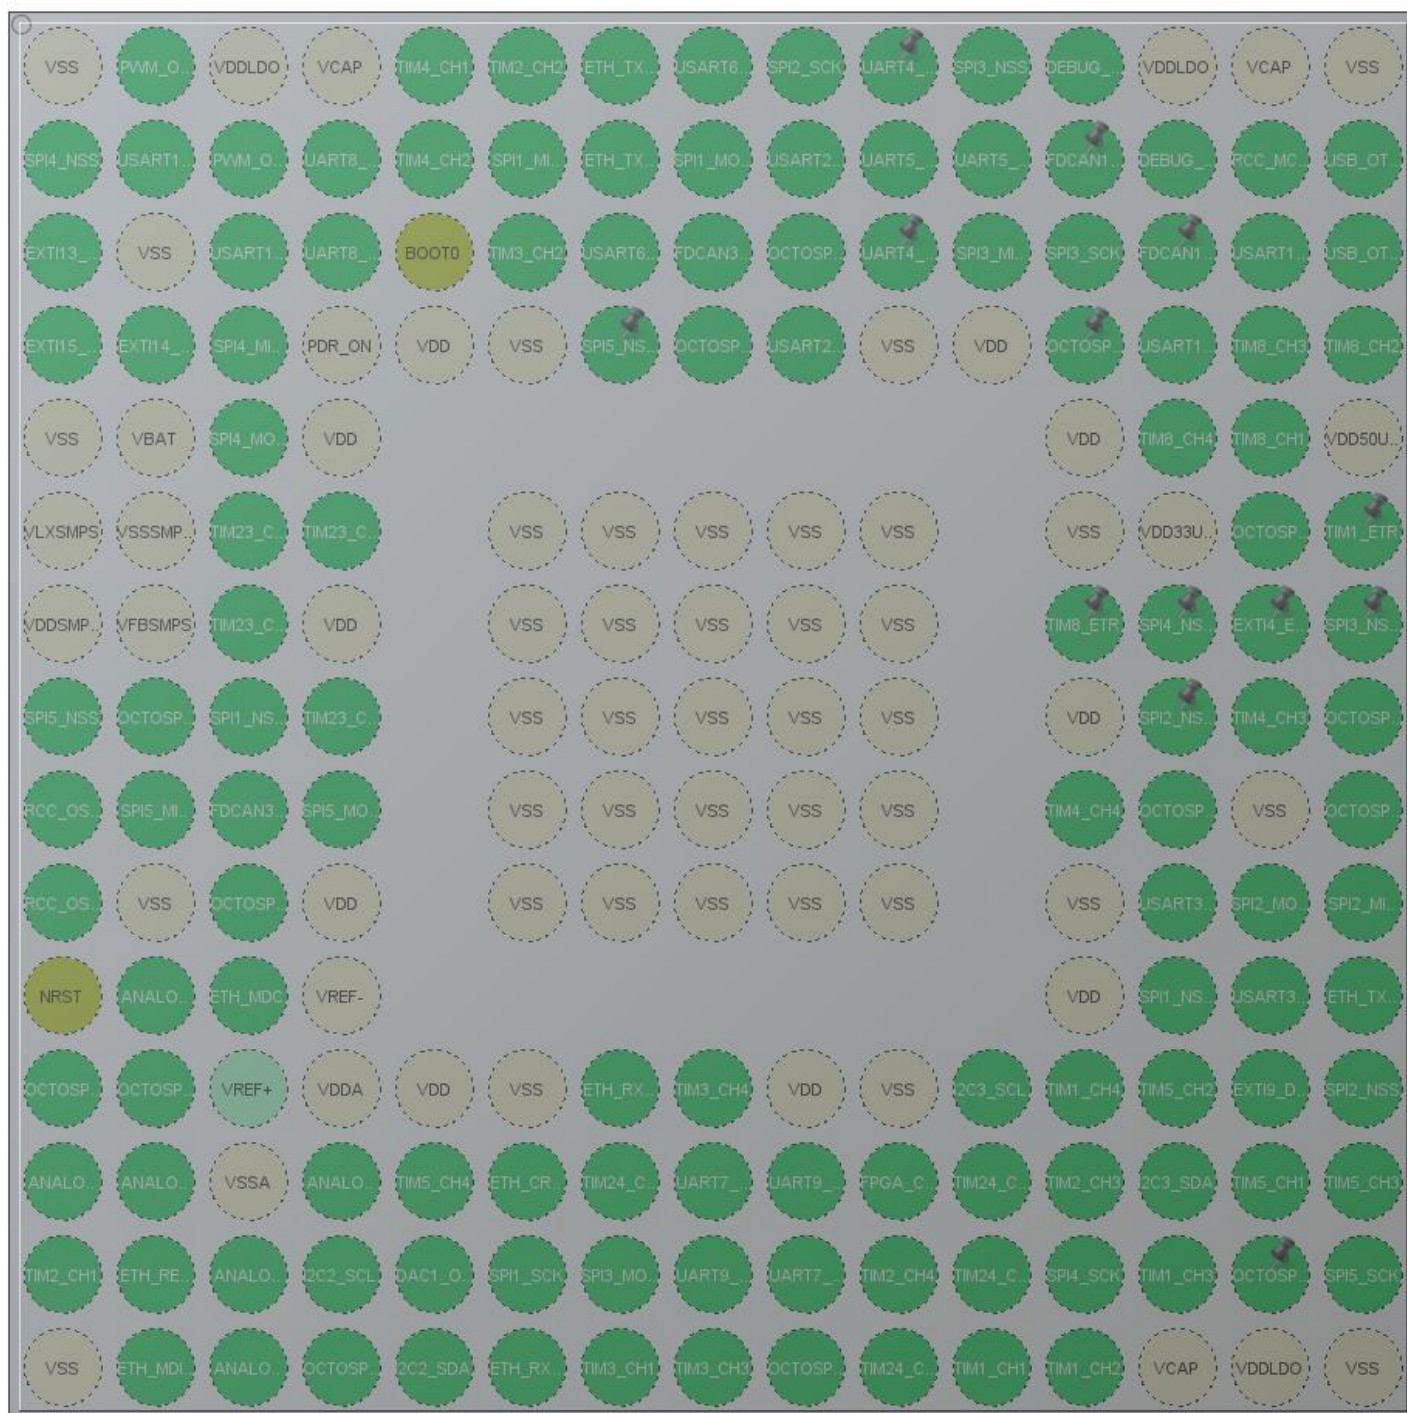 VSS PWM_O... VDDLDO VCAP TIM4_CH1 TIM2_CH2 ETH_TX... USART6... SPI2_SCK UART4_... SPI3_NSS DEBUG_... VDDLDO VCAP VSS
SPI4_NSS USART1... PWM_O... UART8_... TIM4_CH2 SPI1_MI... ETH_TX... SPI1_MO... USART2... UART5_... UART5_... FDCAN1... DEBUG_... RCC_MC... USB_OT...
EXTI13_... VSS USART1... UART8_... BOOT0 TIM3_CH2 USART6... FDCAN3... OCTOSP... UART4_... SPI3_MI... SPI3_SCK FDCAN1... USART1... USB_OT...
EXTI15_... EXTI14_... SPI4_MI... PDR_ON VDD VSS SPI5_NS... OCTOSP... USART2... VSS VDD OCTOSP... USART1... TIM8_CH3 TIM8_CH2
VSS VBAT SPI4_MO... VDD VDD TIM8_CH4 TIM8_CH1 VDD50U...
VLXSMPS VSSSMP... TIM23_C... TIM23_C... VSS VSS VSS VSS VSS VSS VDD33U... OCTOSP... TIM1_ETR
VDDSMP... VFBSMPS TIM23_C... VDD VSS VSS VSS VSS VSS TIM8_ETR SPI4_NS... EXTI4_E... SPI3_NS...
SPI5_NSS OCTOSP... SPI1_NS... TIM23_C... VSS VSS VSS VSS VSS VDD SPI2_NS... TIM4_CH3 OCTOSP...
RCC_OS... SPI5_MI... FDCAN3... SPI5_MO... VSS VSS VSS VSS VSS TIM4_CH4 OCTOSP... VSS OCTOSP...
RCC_OS... VSS OCTOSP... VDD VSS VSS VSS VSS VSS VSS USART3... SPI2_MO... SPI2_MI...
NRST ANALO... ETH_MDC VREF- VDD SPI1_NS... USART3... ETH_TX...
OCTOSP... OCTOSP... VREF+ VDDA VDD VSS ETH_RX... TIM3_CH4 VDD VSS I2C3_SCL TIM1_CH4 TIM5_CH2 EXTI9_D... SPI2_NSS
ANALO... ANALO... VSSA ANALO... TIM5_CH4 ETH_CR... TIM24_C... UART7_... UART9_... FPGA_C... TIM24_C... TIM2_CH3 I2C3_SDA TIM5_CH1 TIM5_CH3
TIM2_CH1 ETH_RE... ANALO... I2C2_SCL DAC1_O... SPI1_SCK SPI3_MO... UART9_... UART7_... TIM2_CH4 TIM24_C... SPI4_SCK TIM1_CH3 OCTOSP... SPI5_SCK
VSS ETH_MDI... ANALO... OCTOSP... I2C2_SDA ETH_RX... TIM3_CH1 TIM3_CH3 OCTOSP... TIM24_C... TIM1_CH1 TIM1_CH2 VCAP VDDLDO VSS